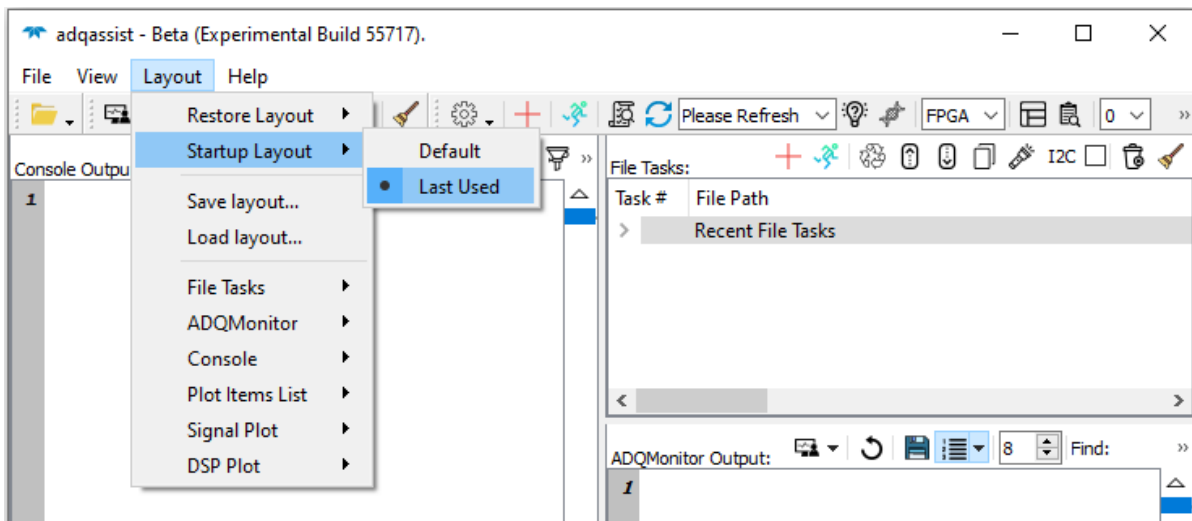 adqassist - Beta (Experimental Build 55717).
File View Layout Help
Please Refresh FPGA 0
Restore Layout
Startup Layout
Save layout...
Load layout...
File Tasks
ADQMonitor
Console
Plot Items List
Signal Plot
DSP Plot
Default
Last Used
Console Outpu
1
File Tasks: I2C
Task # File Path
Recent File Tasks
ADQMonitor Output: 8 Find:
1